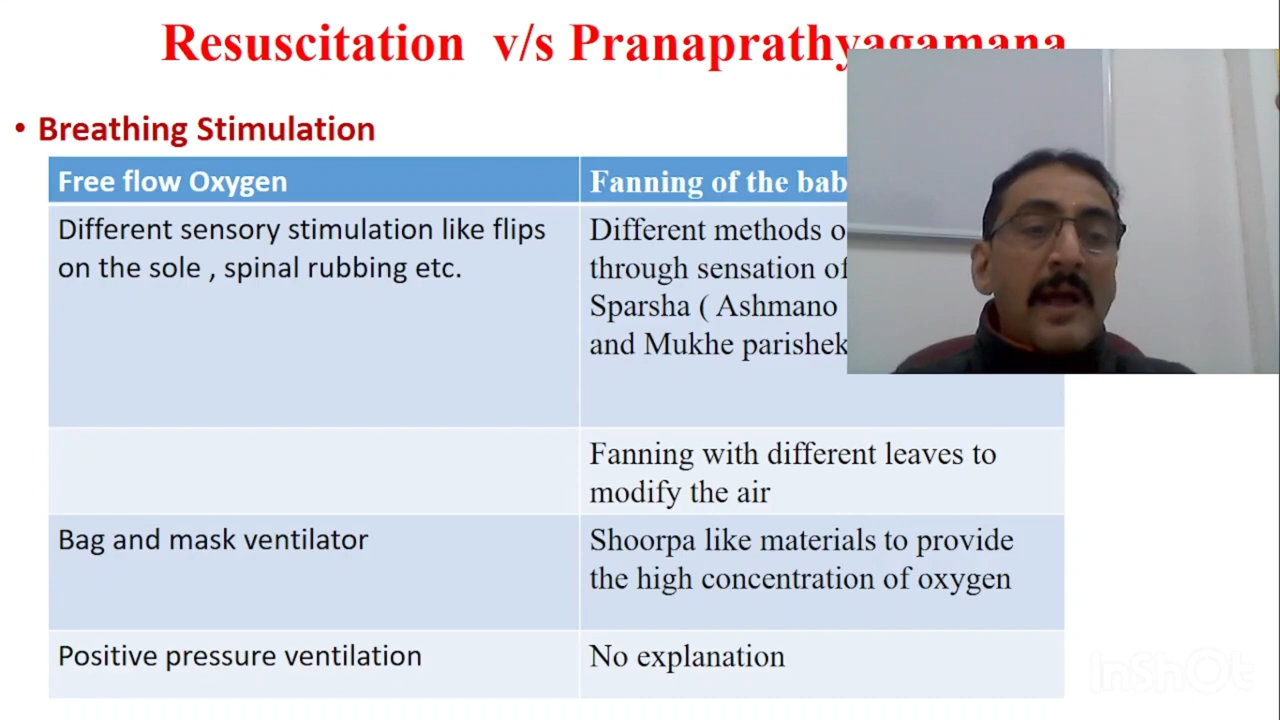 Resuscitation v/s Pranaprathyagamana
• Breathing Stimulation
Free flow Oxygen
Fanning of the bab
Different sensory stimulation like flips
on the sole , spinal rubbing etc.
Different methods o
through sensation of
Sparsha ( Ashmano
and Mukhe parishek
Fanning with different leaves to
modify the air
Bag and mask ventilator
Shoorpa like materials to provide
the high concentration of oxygen
Positive pressure ventilation
No explanation
InShOt